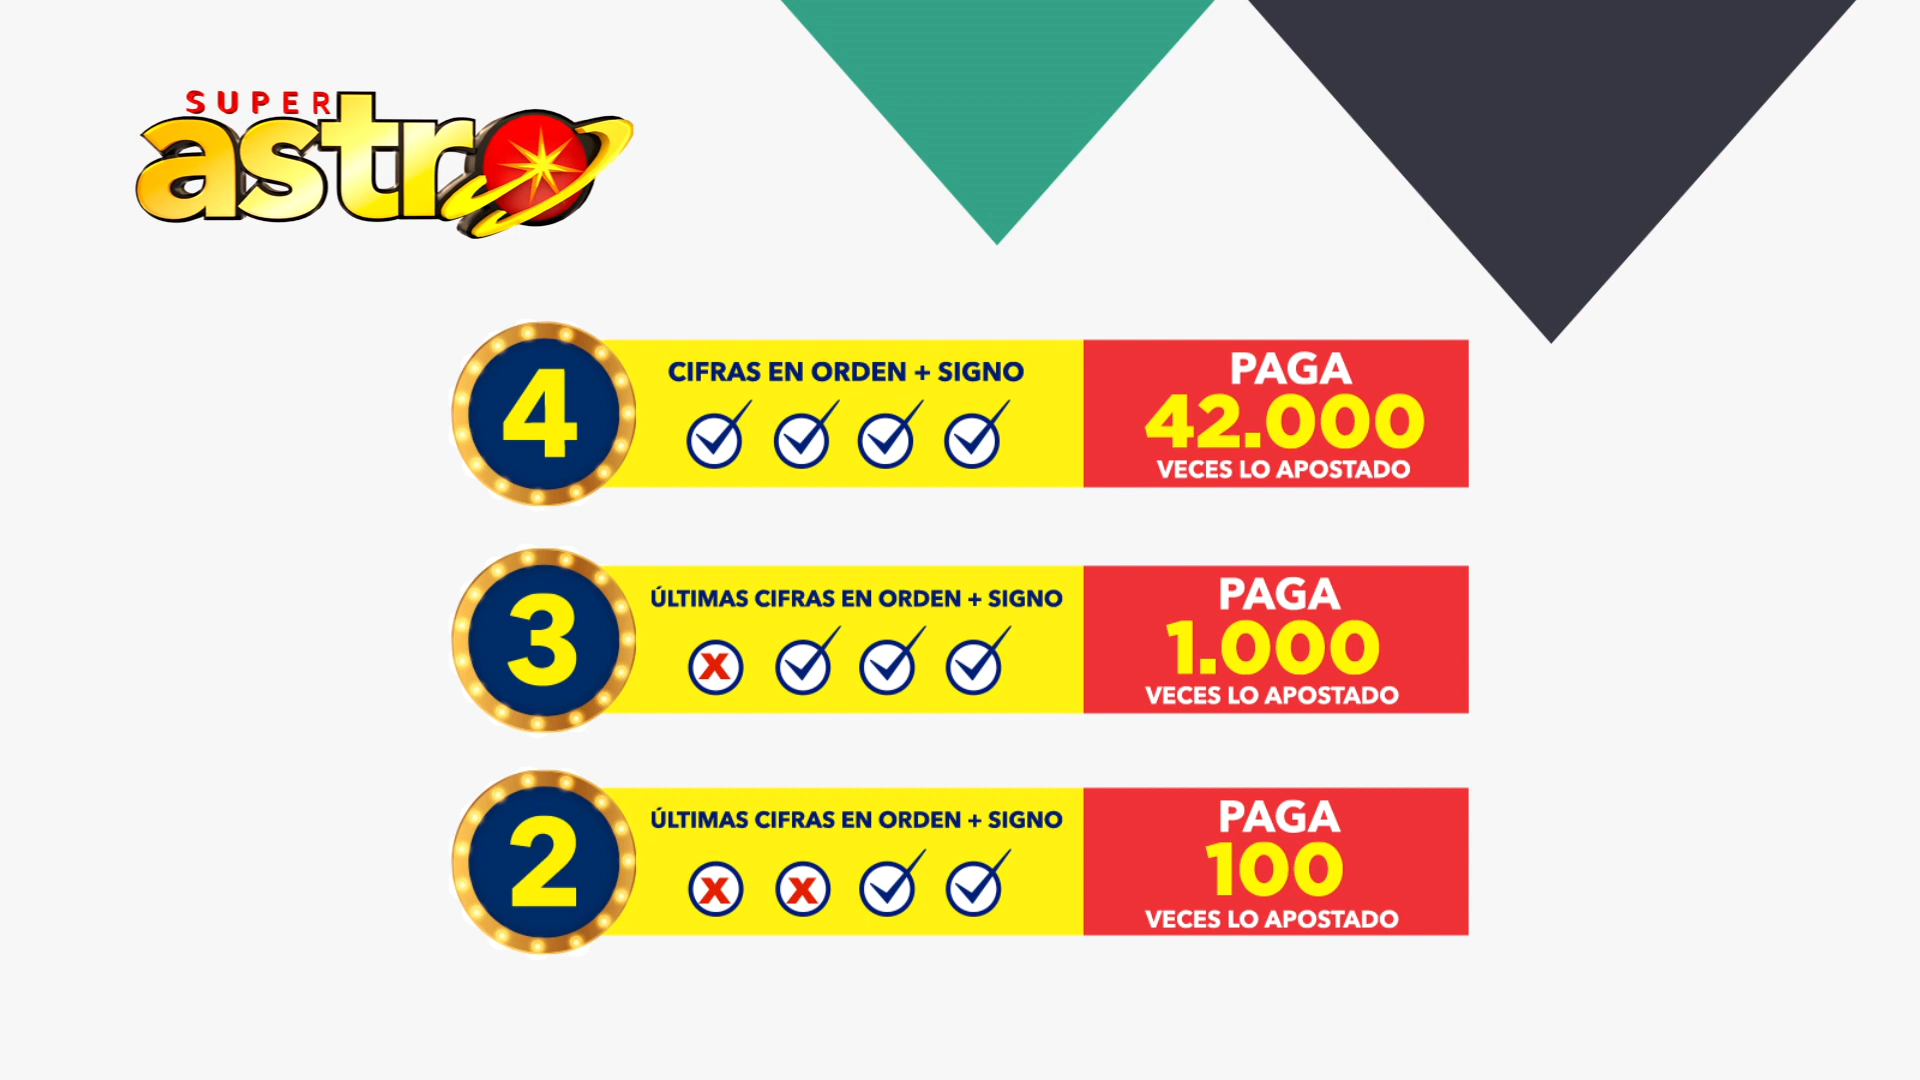 SUPER
astro
4
CIFRAS EN ORDEN + SIGNO
PAGA
42.000
VECES LO APOSTADO
3
ÚLTIMAS CIFRAS EN ORDEN + SIGNO
X
PAGA
1.000
VECES LO APOSTADO
2
ÚLTIMAS CIFRAS EN ORDEN + SIGNO
X X
PAGA
100
VECES LO APOSTADO